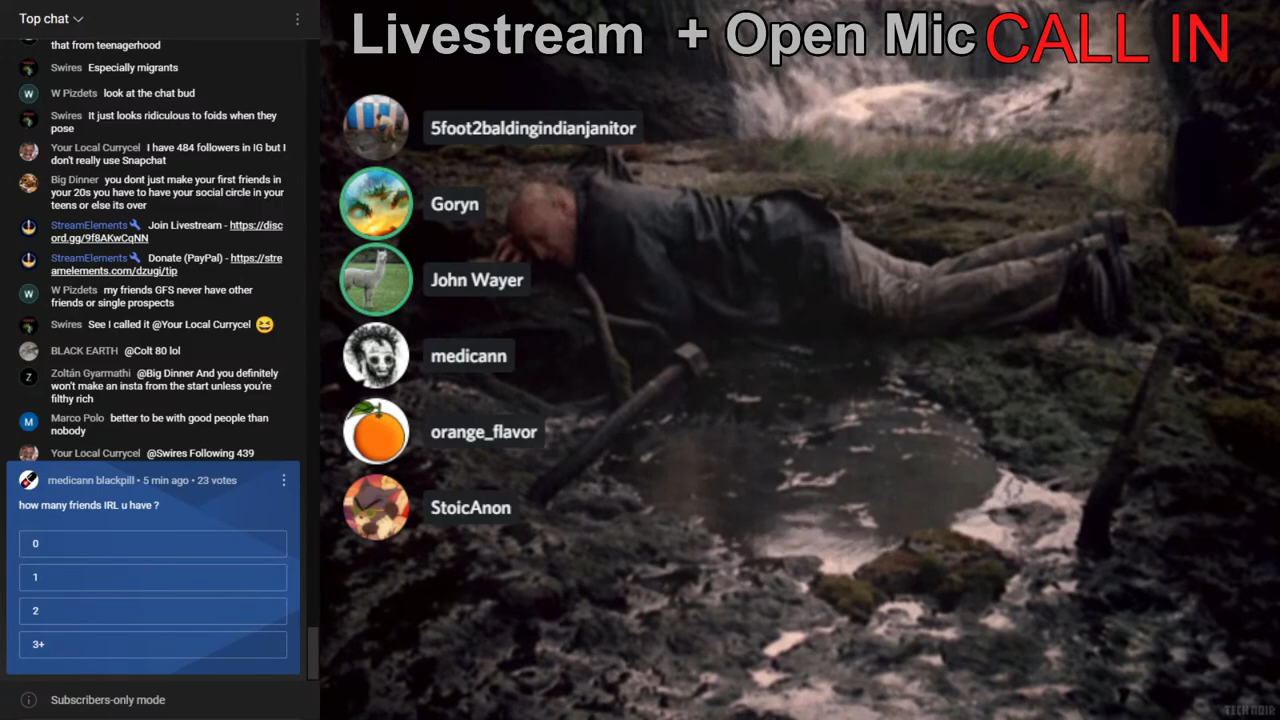 Top chat
that from teenagerhood
Swires Especially migrants
W Pizdets look at the chat bud
Swires It just looks ridiculous to foids when they
pose
Your Local Currycel I have 484 followers in IG but I
don't really use Snapchat
Big Dinner you dont just make your first friends in
your 20s you have to have your social circle in your
teens or else its over
StreamElements Join Livestream - https://disc
ord.gg/9f8AKwCqNN
StreamElements Donate (PayPal) - https://stre
amelements.com/dzugi/tip
W Pizdets my friends GFS never have other
friends or single prospects
Swires See I called it @Your Local Currycel
BLACK EARTH @Colt 80 lol
Zoltán Gyarmathi @Big Dinner And you definitely
won't make an insta from the start unless you're
filthy rich
Marco Polo better to be with good people than
nobody
Your Local Currycel @Swires Following 439
medicann blackpill • 5 min ago • 23 votes
how many friends IRL u have ?
0
1
2
3+
Subscribers-only mode
Livestream + Open Mic CALL IN
5foot2baldingindianjanitor
Goryn
John Wayer
medicann
orange_flavor
StoicAnon
TECH NOIR